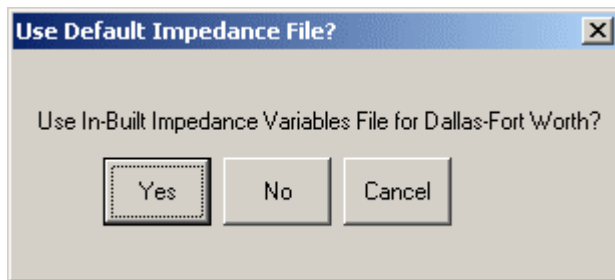 Use Default Impedance File?
Use In-Built Impedance Variables File for Dallas-Fort Worth?
Yes No Cancel